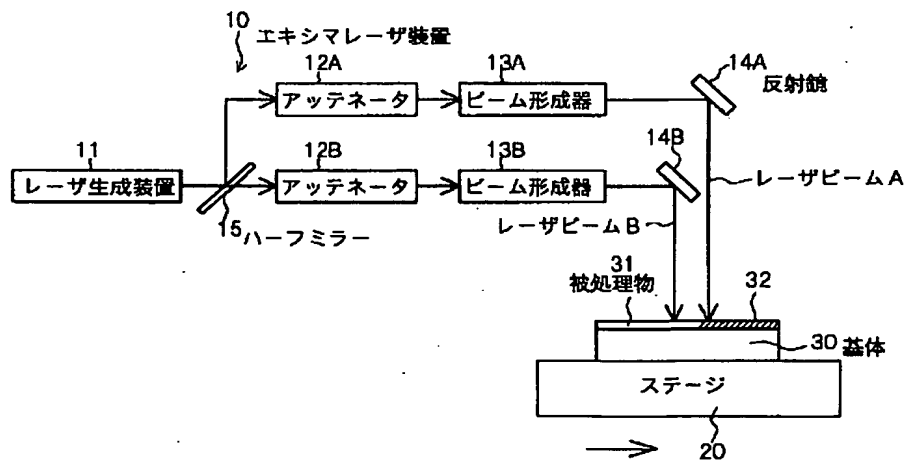 10
エキシマレーザ装置
12A
アッテネータ
13A
ビーム形成器
14A
反射鏡
11
レーザ生成装置
12B
アッテネータ
13B
ビーム形成器
14B
レーザビームA
15 ハーフミラー
レーザビームB
31
被処理物
32
30 基体
ステージ
20